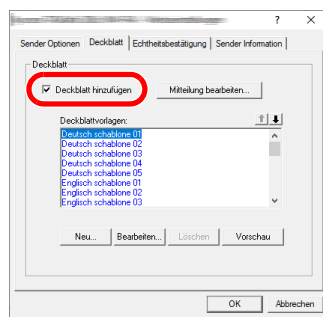 ? ×
Sender Optionen Deckblatt Echtheitsbestätigung Sender Information
Deckblatt
Deckblatt hinzufügen Mitteilung bearbeiten...
Deckblattvorlagen:
Deutsch schablone 01
Deutsch schablone 02
Deutsch schablone 03
Deutsch schablone 04
Deutsch schablone 05
Englisch schablone 01
Englisch schablone 02
Englisch schablone 03
Neu... Bearbeiten... Löschen Vorschau
OK Abbrechen